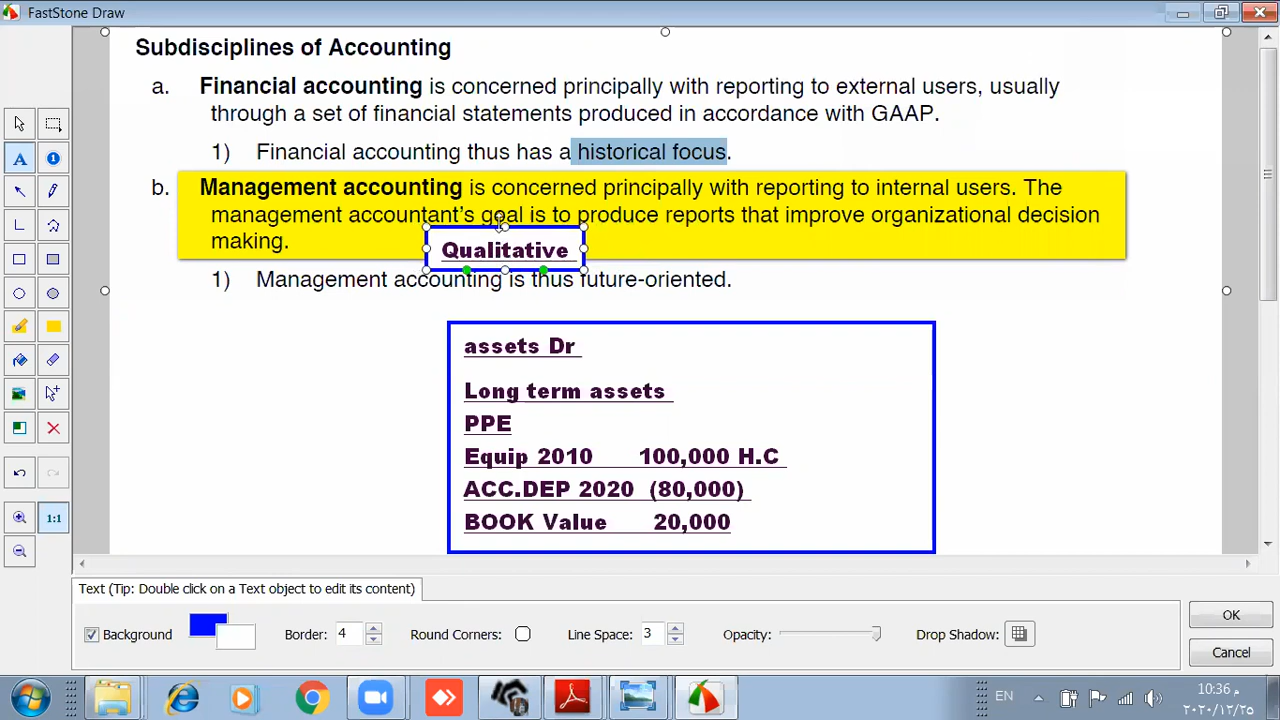 FastStone Draw
Subdisciplines of Accounting
a. Financial accounting is concerned principally with reporting to external users, usually
through a set of financial statements produced in accordance with GAAP.
1) Financial accounting thus has a historical focus.
b. Management accounting is concerned principally with reporting to internal users. The
management accountant's goal is to produce reports that improve organizational decision
making.
Qualitative
1) Management accounting is thus future-oriented.
assets Dr
Long term assets
PPE
Equip 2010 100,000 H.C
ACC.DEP 2020 (80,000)
BOOK Value 20,000
A
1
1:1
Text (Tip: Double click on a Text object to edit its content)
Background Border: 4 Round Corners: Line Space: 3 Opacity: Drop Shadow:
OK
Cancel
EN
10:36 م
٢٠٢٠/١٢/٢٥